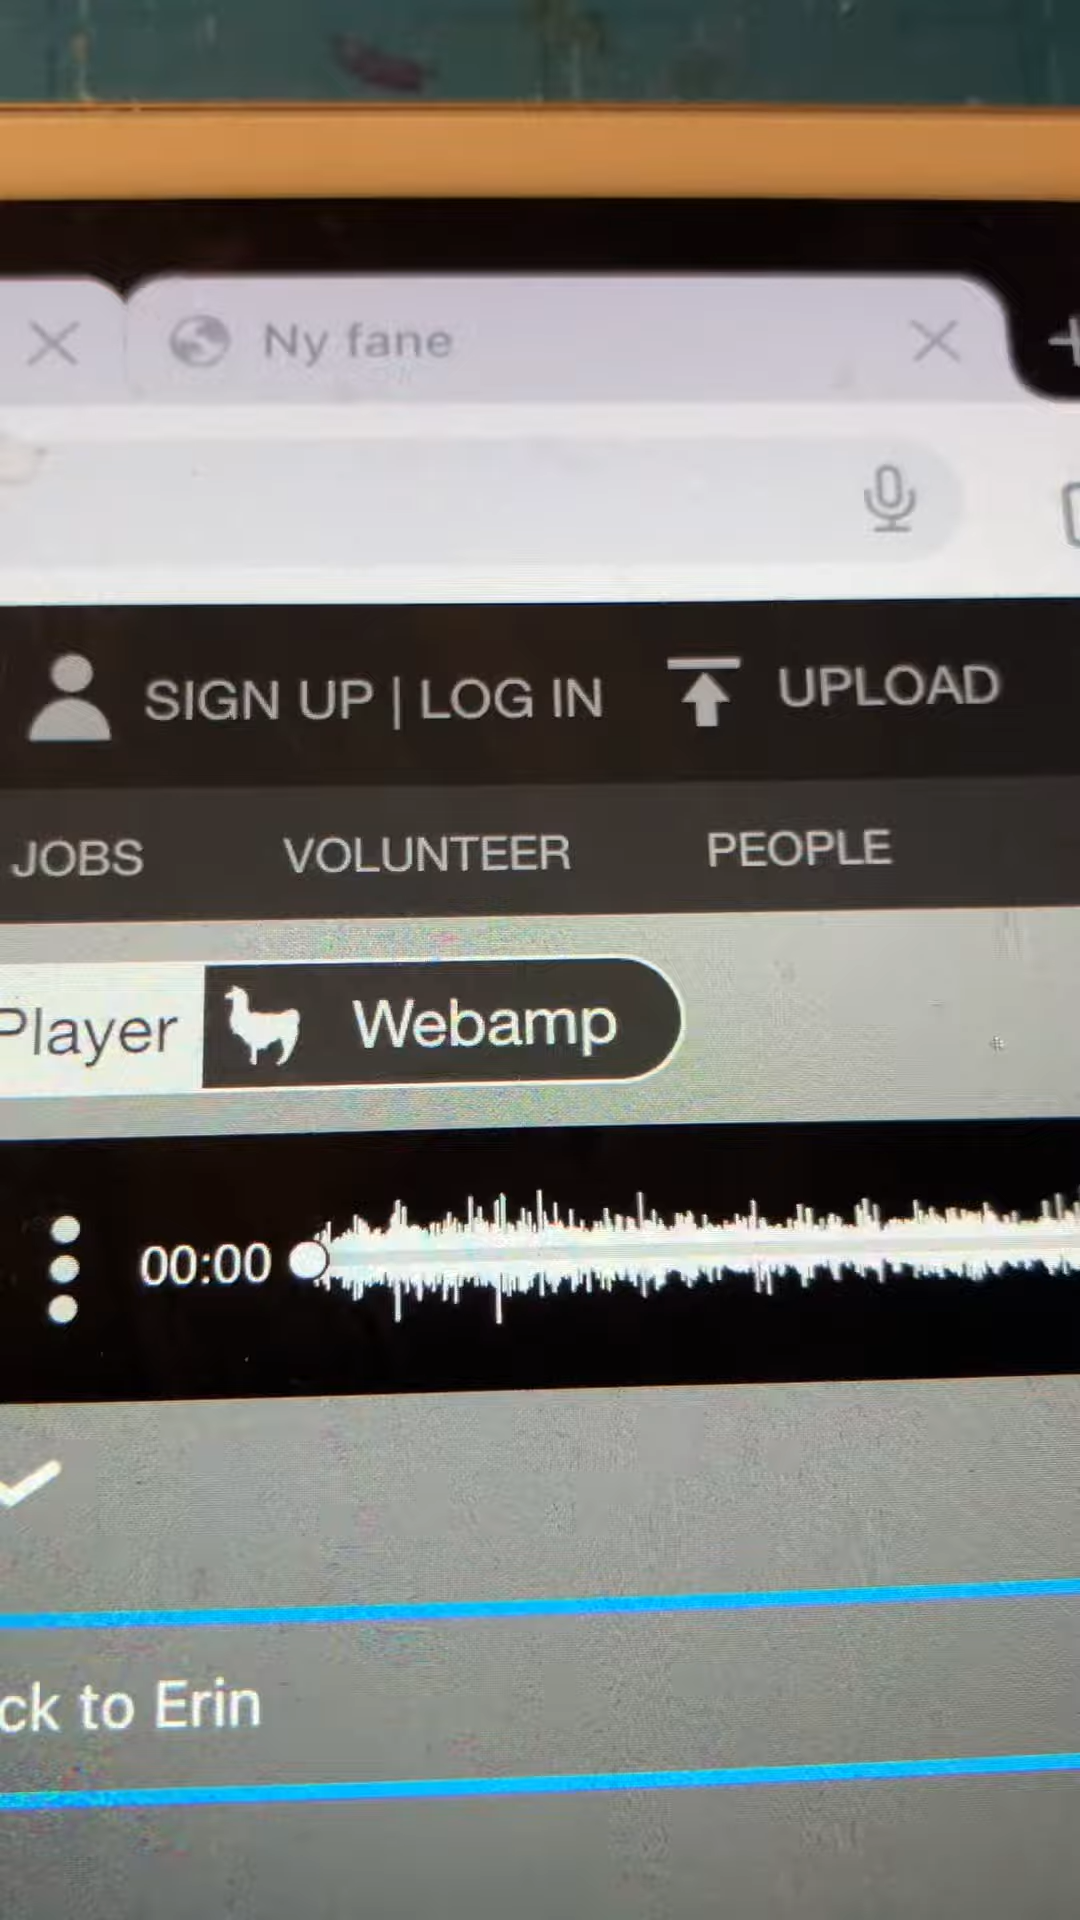 Ny fane
SIGN UP | LOG IN UPLOAD
JOBS VOLUNTEER PEOPLE
Player Webamp
00:00
ck to Erin